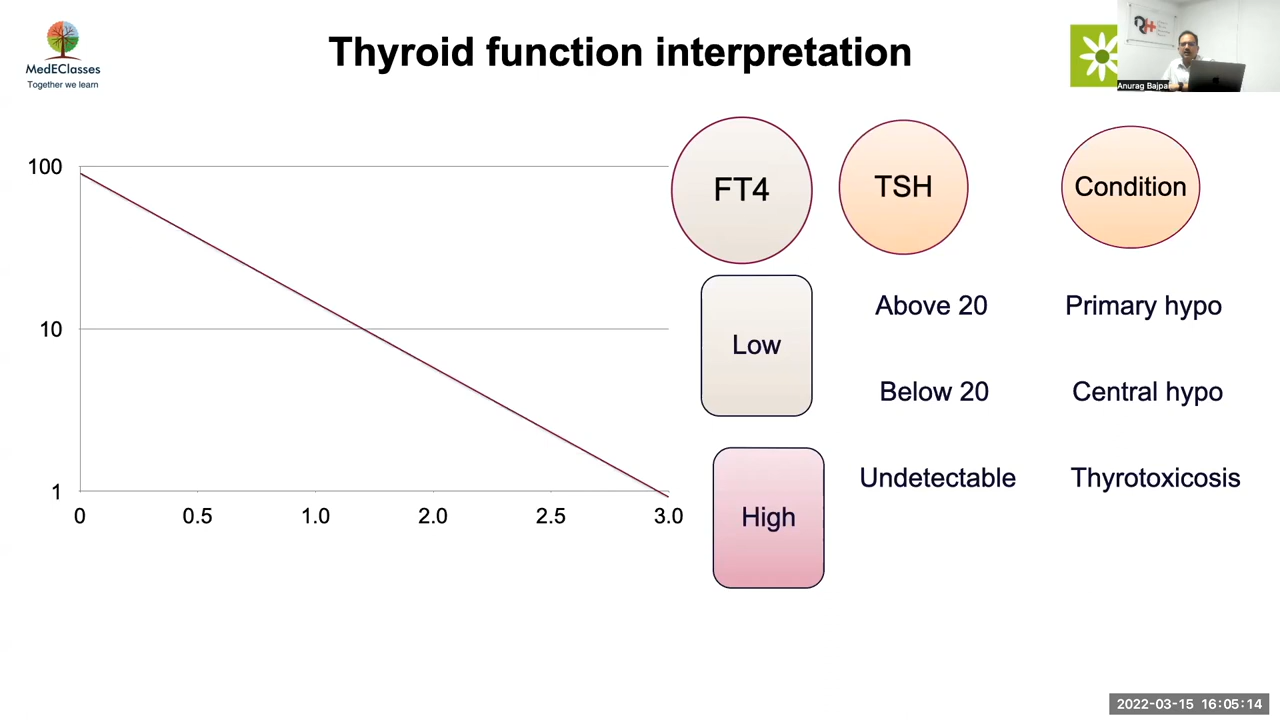 MedEClasses
Together we learn
Thyroid function interpretation
Anurag Bajpa
100
10
1
0
0.5
1.0
2.0
2.5
3.0
FT4
TSH
Condition
Low
Above 20
Primary hypo
Below 20
Central hypo
High
Undetectable
Thyrotoxicosis
2022-03-15 16:05:14